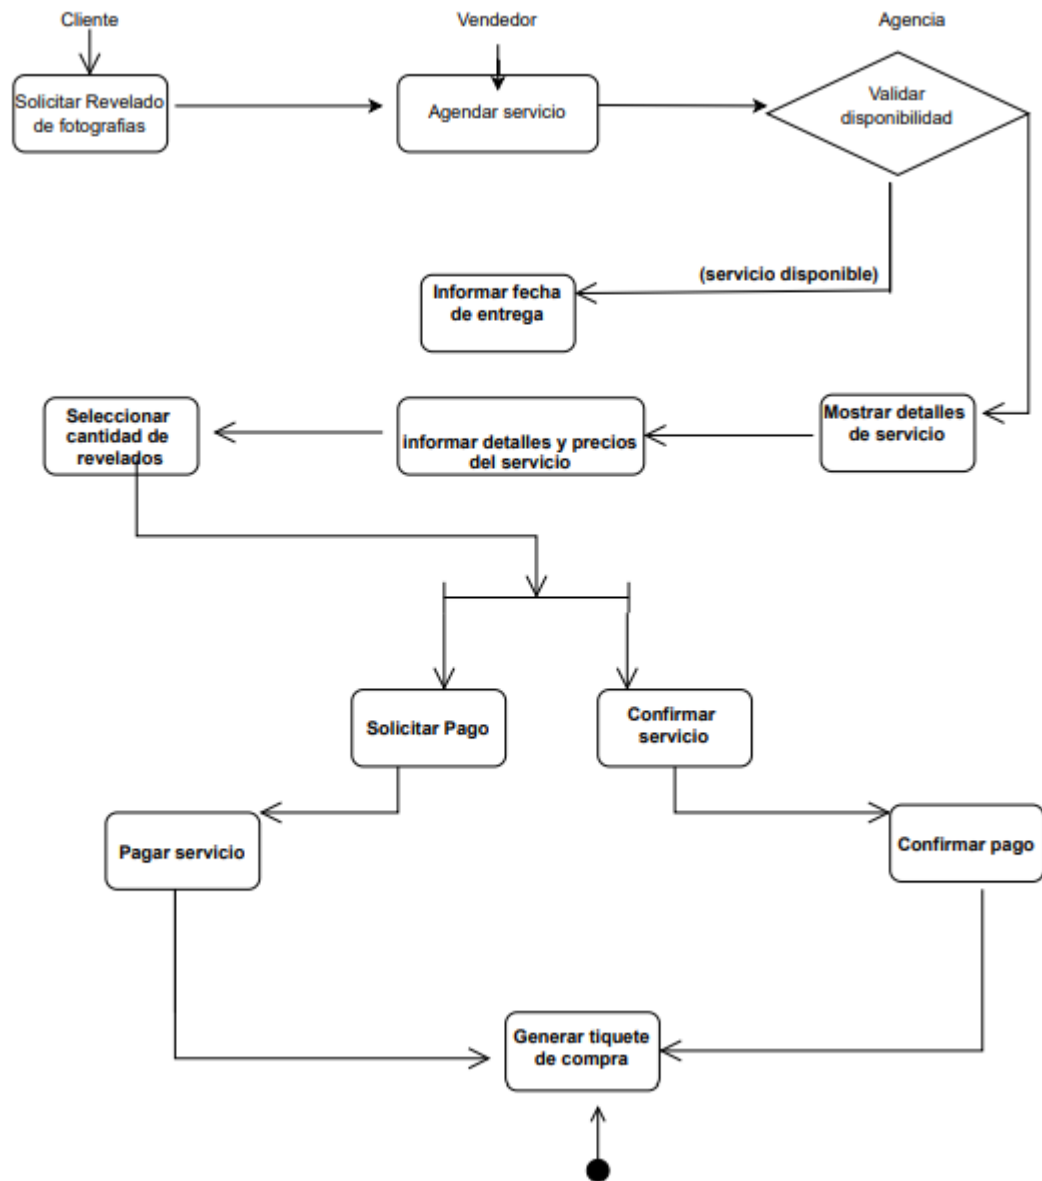 Cliente
Vendedor
Agencia
Solicitar Revelado
de fotografias
Agendar servicio
Validar
disponibilidad
(servicio disponible)
Informar fecha
de entrega
Seleccionar
cantidad de
revelados
informar detalles y precios
del servicio
Mostrar detalles
de servicio
Solicitar Pago
Confirmar
servicio
Pagar servicio
Confirmar pago
Generar tiquete
de compra